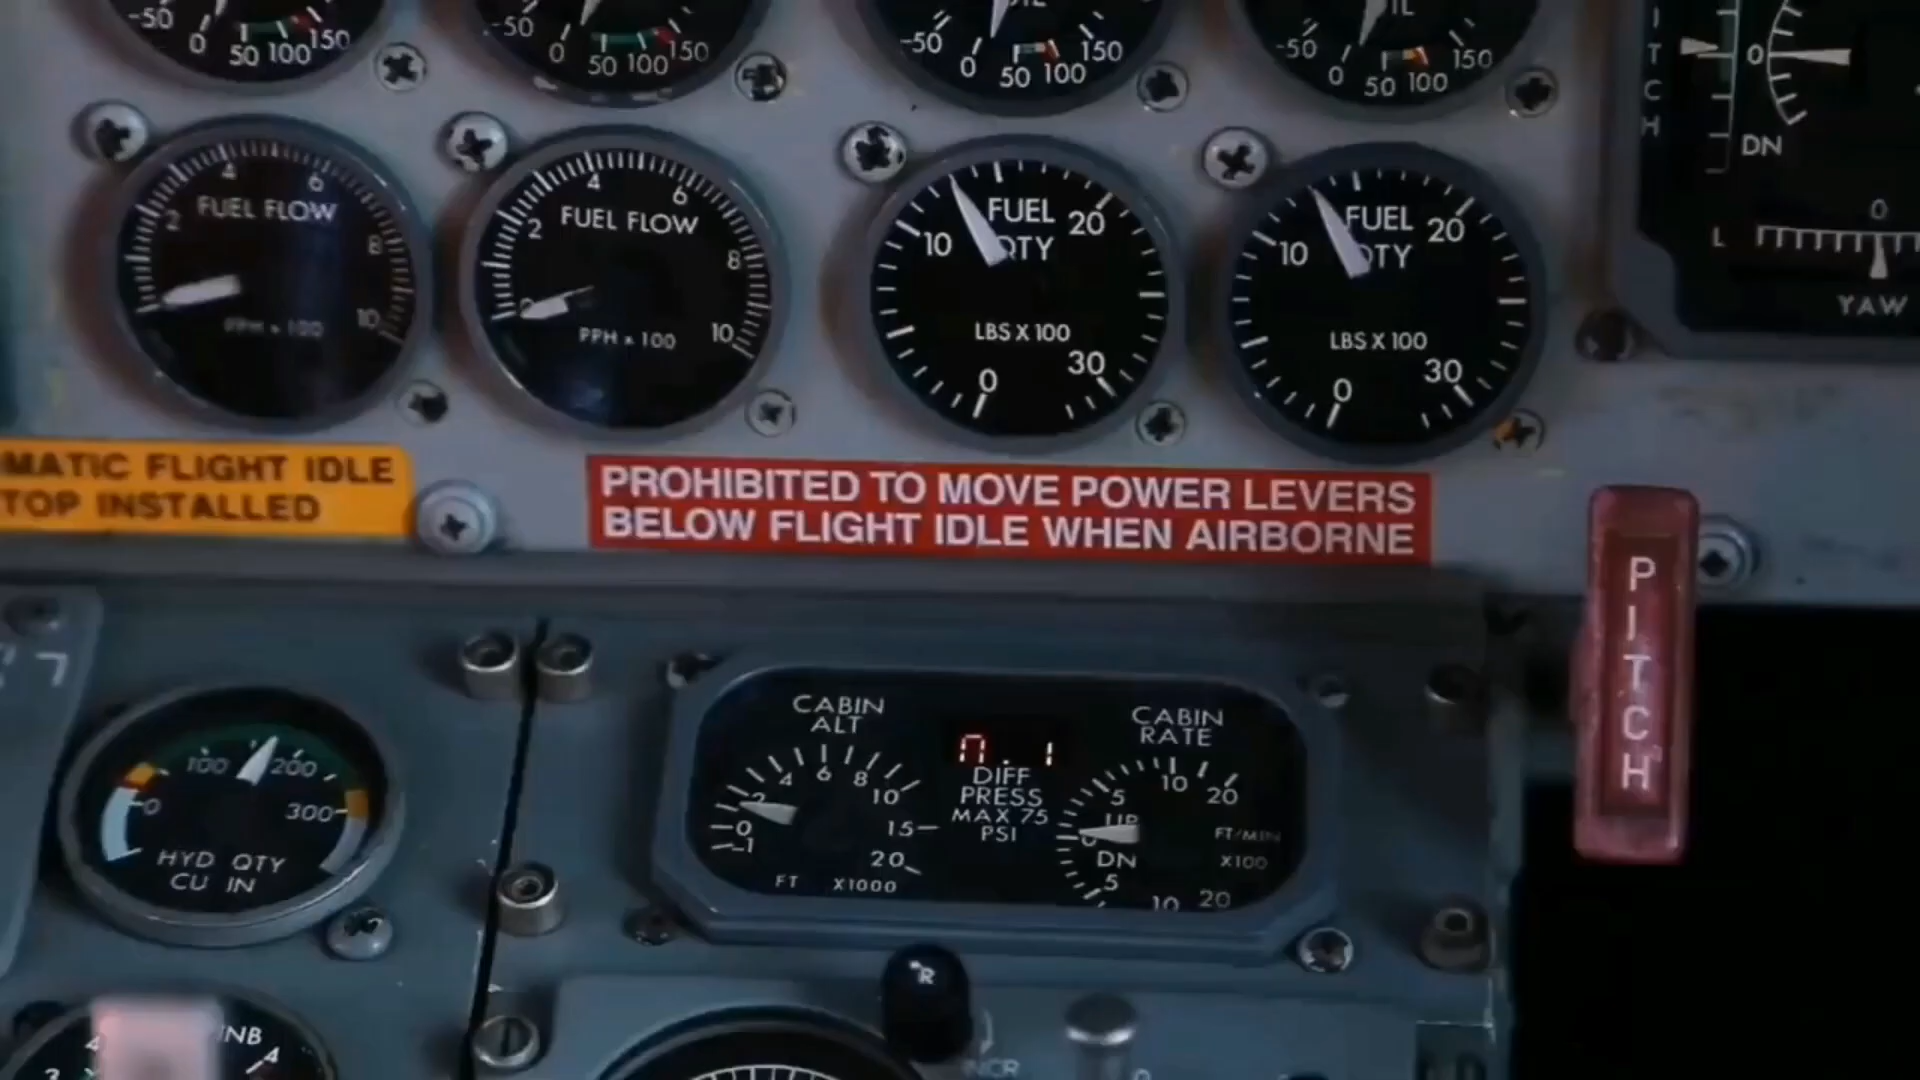 -50 0 50 100 150
-50 0 50 100 150
-50 0 50 100 150
-50 0 50 100 150
PITCH
0
DN
2 4 6 8 10
FUEL FLOW
PPH x 100
2 4 6 8 10
FUEL FLOW
PPH x 100
FUEL
QTY
0 10 20 30
LBS X 100
FUEL
QTY
0 10 20 30
LBS X 100
0
L
YAW
MATIC FLIGHT IDLE
TOP INSTALLED
PROHIBITED TO MOVE POWER LEVERS
BELOW FLIGHT IDLE WHEN AIRBORNE
PITCH
0 100 200 300
HYD QTY
CU IN
CABIN
ALT
-1 0 2 4 6 8 10 15 20
FT X1000
DIFF
PRESS
MAX 75
PSI
CABIN
RATE
5 10 20
UP
0
DN
5 10 20
FT/MIN
X100
R
INCR
INB
4
3